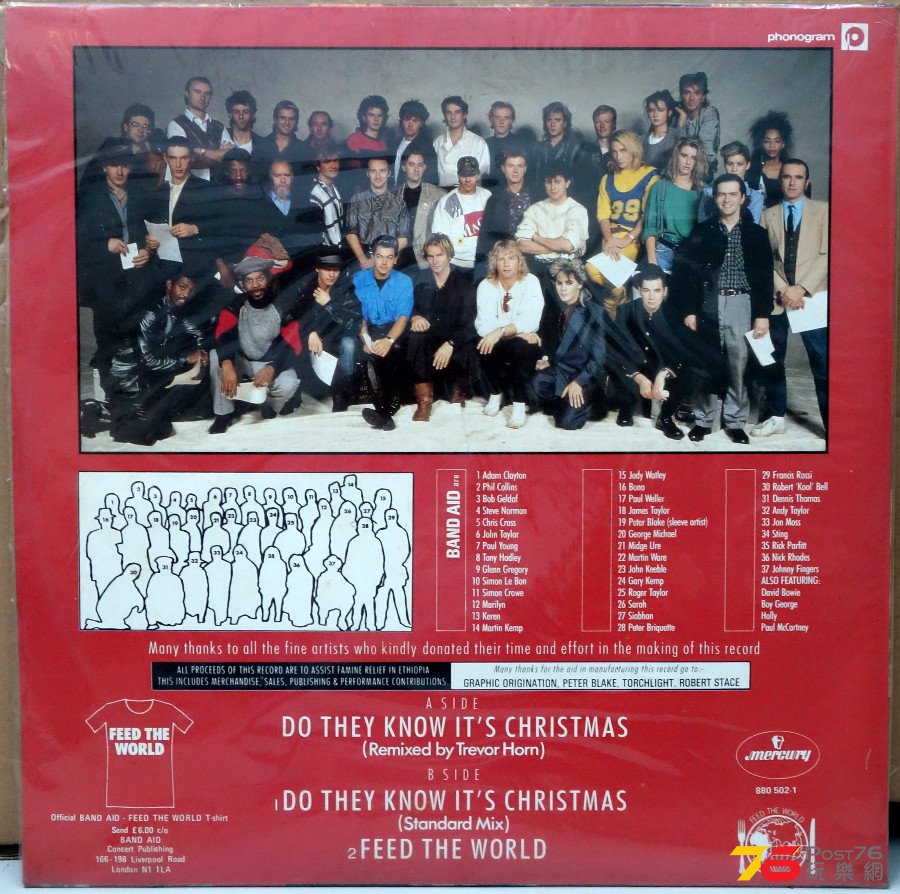 phonogram
BAND AID are
1 Adam Clayton
2 Phil Collins
3 Bob Geldof
4 Steve Norman
5 Chris Cross
6 John Taylor
7 Paul Young
8 Tony Hadley
9 Glenn Gregory
10 Simon Le Bon
11 Simon Crowe
12 Marilyn
13 Keren
14 Martin Kemp
15 Jody Watley
16 Bono
17 Paul Weller
18 James Taylor
19 Peter Blake (sleeve artist)
20 George Michael
21 Midge Ure
22 Martin Ware
23 John Keeble
24 Gary Kemp
25 Roger Taylor
26 Sarah
27 Siobhan
28 Peter Briquette
29 Francis Rossi
30 Robert 'Kool' Bell
31 Dennis Thomas
32 Andy Taylor
33 Jon Moss
34 Sting
35 Rick Parfitt
36 Nick Rhodes
37 Johnny Fingers
ALSO FEATURING:
David Bowie
Boy George
Holly
Paul McCartney
Many thanks to all the fine artists who kindly donated their time and effort in the making of this record
ALL PROCEEDS OF THIS RECORD ARE TO ASSIST FAMINE RELIEF IN ETHIOPIA
THIS INCLUDES MERCHANDISE, SALES, PUBLISHING & PERFORMANCE CONTRIBUTIONS.
Many thanks for the aid in manufacturing this record go to:-
GRAPHIC ORIGINATION, PETER BLAKE, TORCHLIGHT, ROBERT STACE
A SIDE
DO THEY KNOW IT'S CHRISTMAS
(Remixed by Trevor Horn)
B SIDE
1 DO THEY KNOW IT'S CHRISTMAS
(Standard Mix)
2 FEED THE WORLD
FEED THE
WORLD
Official BAND AID - FEED THE WORLD T-shirt
Send £6.00 c/o
BAND AID
Concert Publishing
166-198 Liverpool Road
London N1 1LA
mercury
880 502-1
FEED THE WORLD
76 Post76
玩樂網